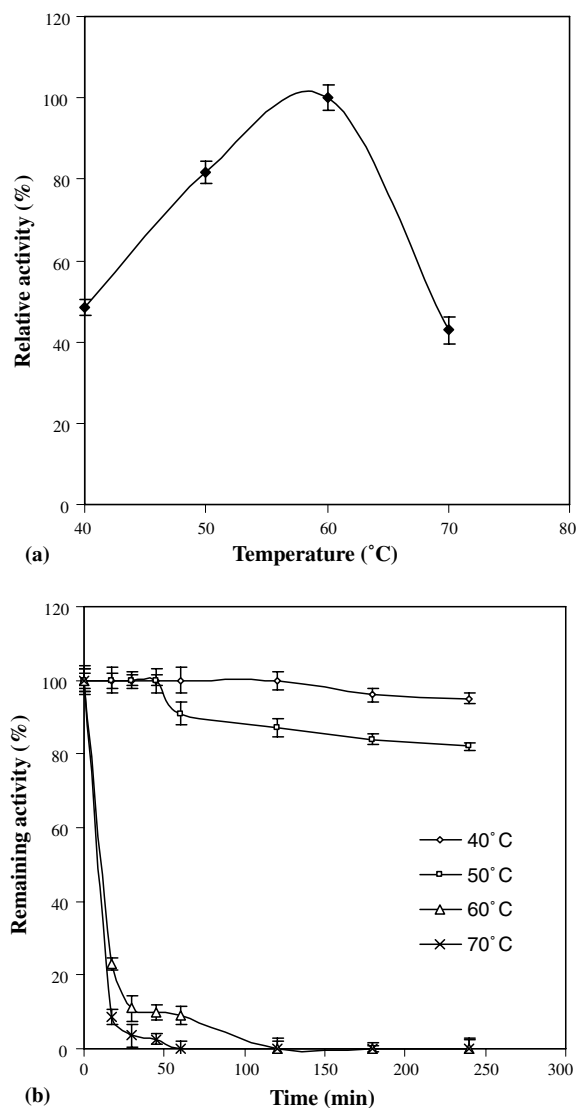 120
100
80
60
40
20
0
Relative activity (%)
40 50 60 70 80
(a) Temperature (˚C)
120
100
80
60
40
20
0
Remaining activity (%)
40˚C
50˚C
60˚C
70˚C
0 50 100 150 200 250 300
(b) Time (min)